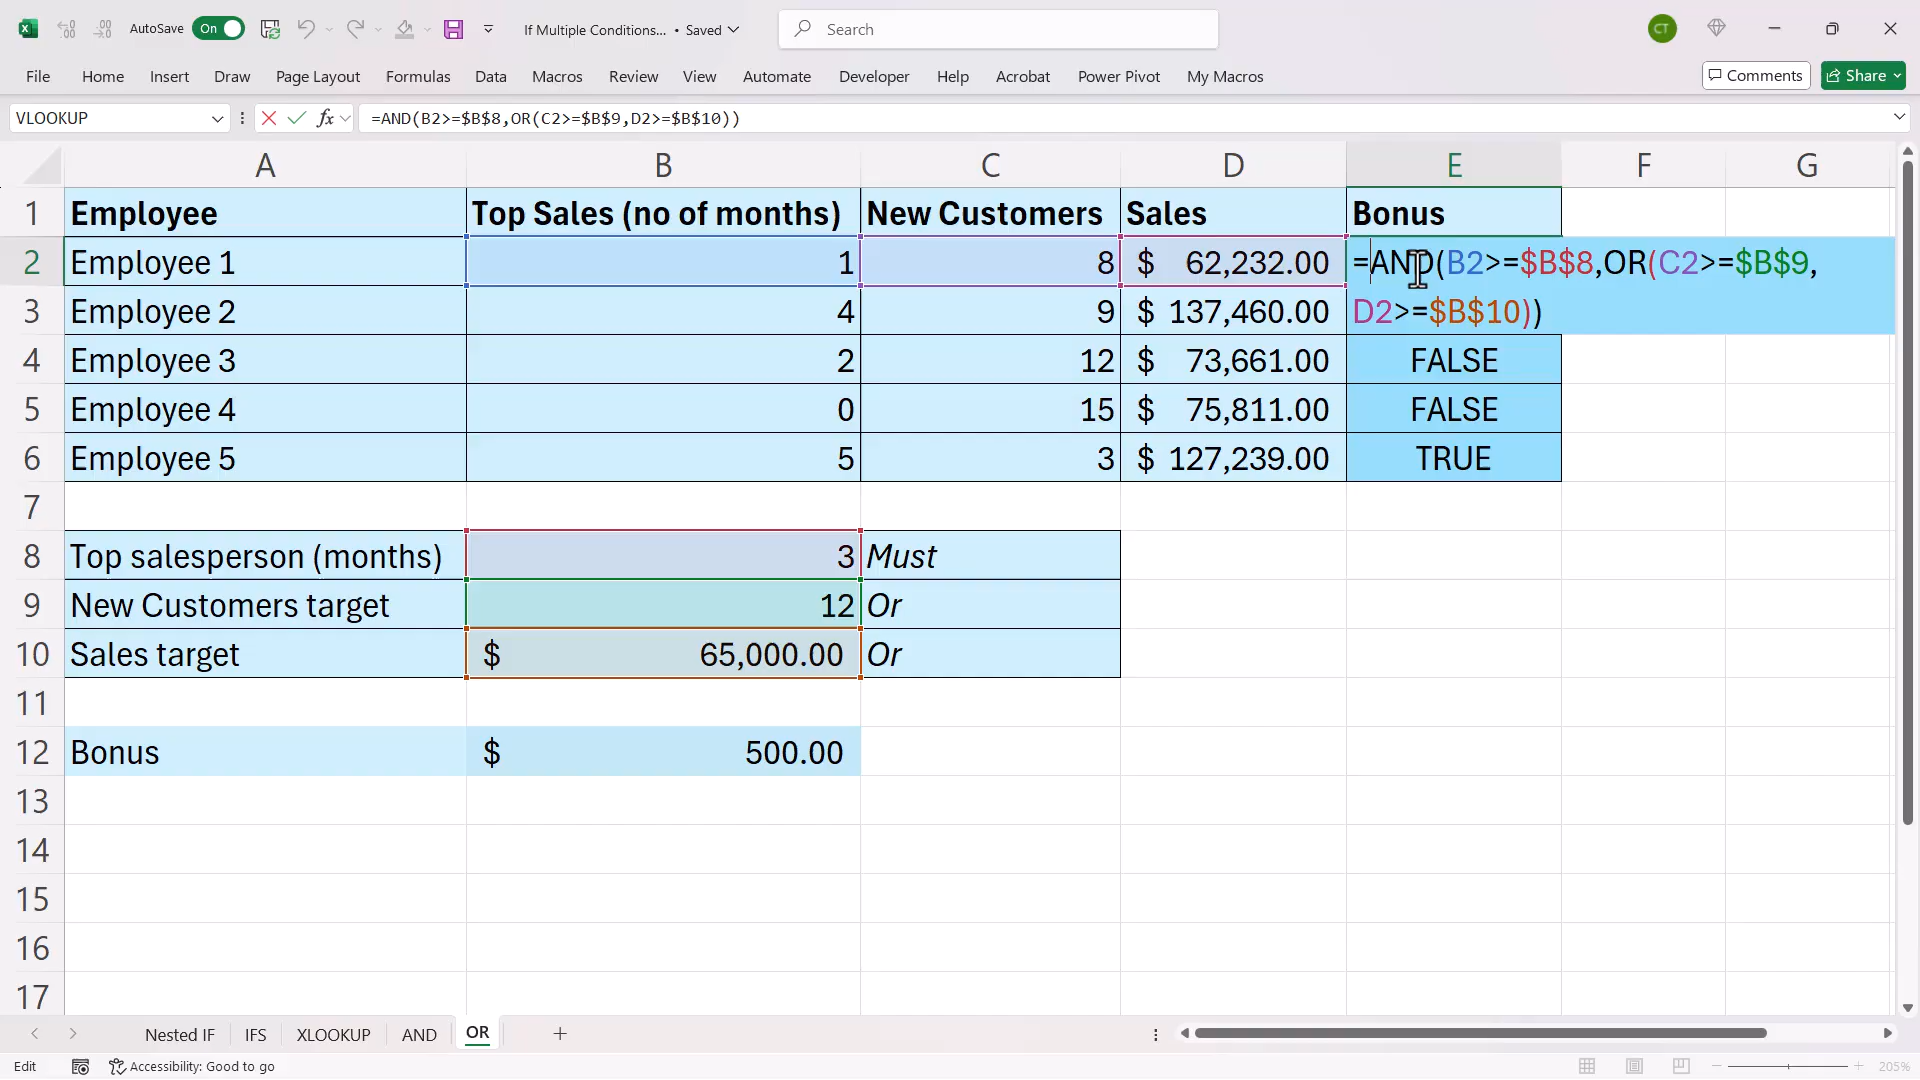 AutoSave On If Multiple Conditions... • Saved Search CT
File Home Insert Draw Page Layout Formulas Data Macros Review View Automate Developer Help Acrobat Power Pivot My Macros Comments Share
VLOOKUP fx =AND(B2>=$B$8,OR(C2>=$B$9,D2>=$B$10))
A B C D E F G
1 Employee Top Sales (no of months) New Customers Sales Bonus
2 Employee 1 1 8 $ 62,232.00 =AND(B2>=$B$8,OR(C2>=$B$9,
3 Employee 2 4 9 $ 137,460.00 D2>=$B$10))
4 Employee 3 2 12 $ 73,661.00 FALSE
5 Employee 4 0 15 $ 75,811.00 FALSE
6 Employee 5 5 3 $ 127,239.00 TRUE
7
8 Top salesperson (months) 3 Must
9 New Customers target 12 Or
10 Sales target $ 65,000.00 Or
11
12 Bonus $ 500.00
13
14
15
16
17
Nested IF IFS XLOOKUP AND OR
Edit Accessibility: Good to go 205%